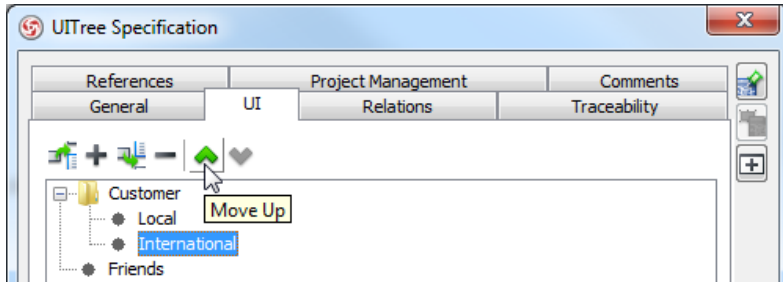 UITree Specification
References Project Management Comments
General UI Relations Traceability
Customer
Move Up
Local
International
Friends